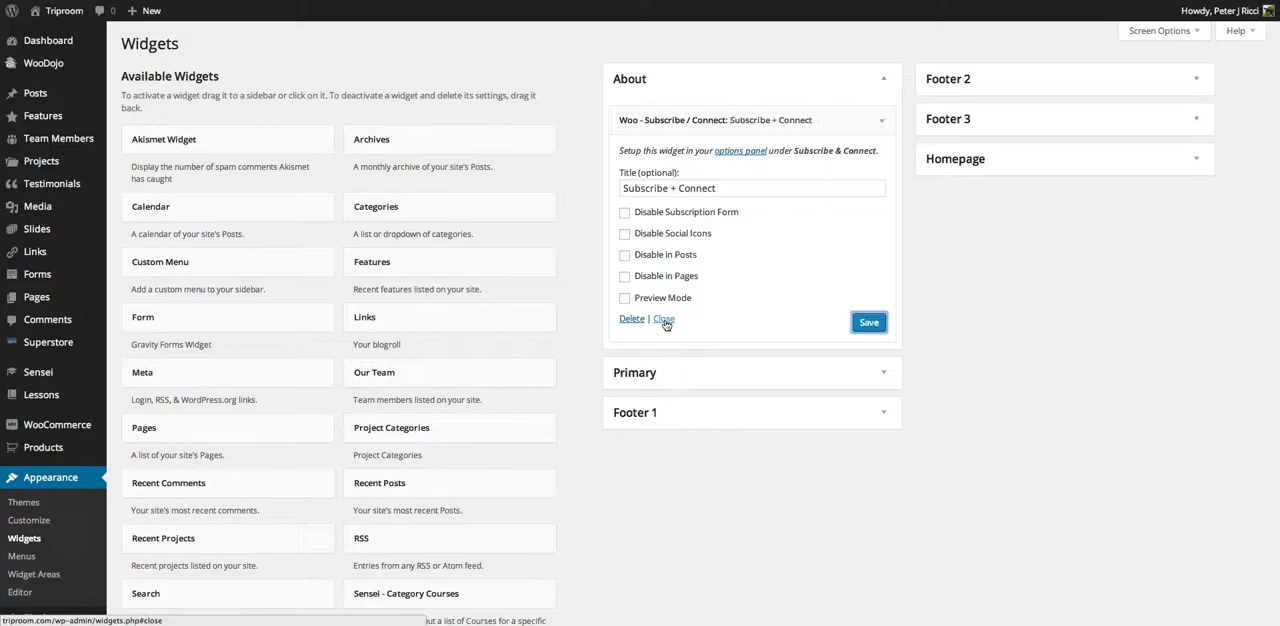 Triproom 0 New Howdy, Peter J Ricci
Screen Options Help
Dashboard
WooDojo
Posts
Features
Team Members
Projects
Testimonials
Media
Slides
Links
Forms
Pages
Comments
Superstore
Sensei
Lessons
WooCommerce
Products
Appearance
Themes
Customize
Widgets
Menus
Widget Areas
Editor
Widgets
Available Widgets
To activate a widget drag it to a sidebar or click on it. To deactivate a widget and delete its settings, drag it
back.
Akismet Widget
Display the number of spam comments Akismet
has caught
Archives
A monthly archive of your site's Posts.
Calendar
A calendar of your site's Posts.
Categories
A list or dropdown of categories.
Custom Menu
Add a custom menu to your sidebar.
Features
Recent features listed on your site.
Form
Gravity Forms Widget
Links
Your blogroll
Meta
Login, RSS, & WordPress.org links.
Our Team
Team members listed on your site.
Pages
A list of your site's Pages.
Project Categories
Project Categories
Recent Comments
Your site's most recent comments.
Recent Posts
Your site's most recent Posts.
Recent Projects
Recent projects listed on your site.
RSS
Entries from any RSS or Atom feed.
Search
Sensei - Category Courses
out a list of Courses for a specific
About
Woo - Subscribe / Connect: Subscribe + Connect
Setup this widget in your options panel under Subscribe & Connect.
Title (optional):
Subscribe + Connect
Disable Subscription Form
Disable Social Icons
Disable in Posts
Disable in Pages
Preview Mode
Delete | Close
Save
Primary
Footer 1
Footer 2
Footer 3
Homepage
triproom.com/wp-admin/widgets.php#close